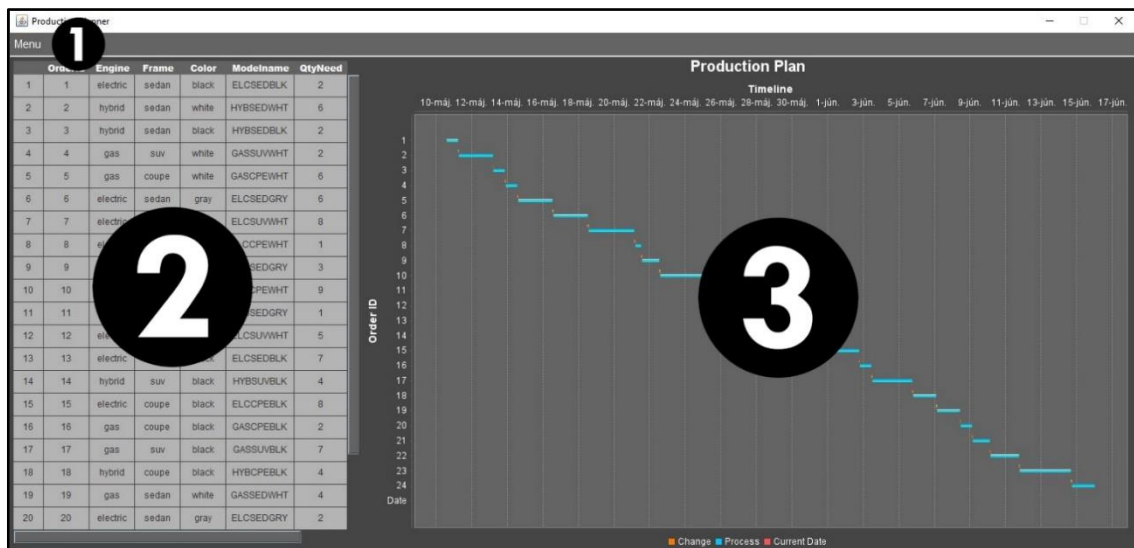 Menu
1
Engine Frame Color Modelname QtyNeed
1 1 electric sedan black ELCSEDBLK 2
2 2 hybrid sedan white HYBSEDWHT 6
3 3 hybrid sedan black HYBSEDBLK 2
4 4 gas suv white GASSUVWHT 2
5 5 gas coupe white GASCPEWHT 6
6 6 electric sedan gray ELCSEDGRY 6
7 7 ELCSUVWHT 8
8 8 1
9 9 3
10 10 9
11 11 1
12 12 ELCSUVWHT 5
13 13 electric ELCSEDBLK 7
14 14 hybrid suv black HYBSUVBLK 4
15 15 electric coupe black ELCCPEBLK 8
16 16 gas coupe black GASCPEBLK 2
17 17 gas suv black GASSUVBLK 7
18 18 hybrid coupe black HYBCPEBLK 4
19 19 gas sedan white GASSEDWHT 4
20 20 electric sedan gray ELCSEDGRY 2
2
Production Plan
Timeline
10-máj. 12-máj. 14-máj. 16-máj. 18-máj. 20-máj. 22-máj. 24-máj. 26-máj. 28-máj. 30-máj. 1-jún. 3-jún. 5-jún. 7-jún. 9-jún. 11-jún. 13-jún. 15-jún. 17-jún.
Order ID
1
2
3
4
5
6
7
8
9
10
11
12
13
14
15
16
17
18
19
20
21
22
23
24
Date
3
Change Process Current Date